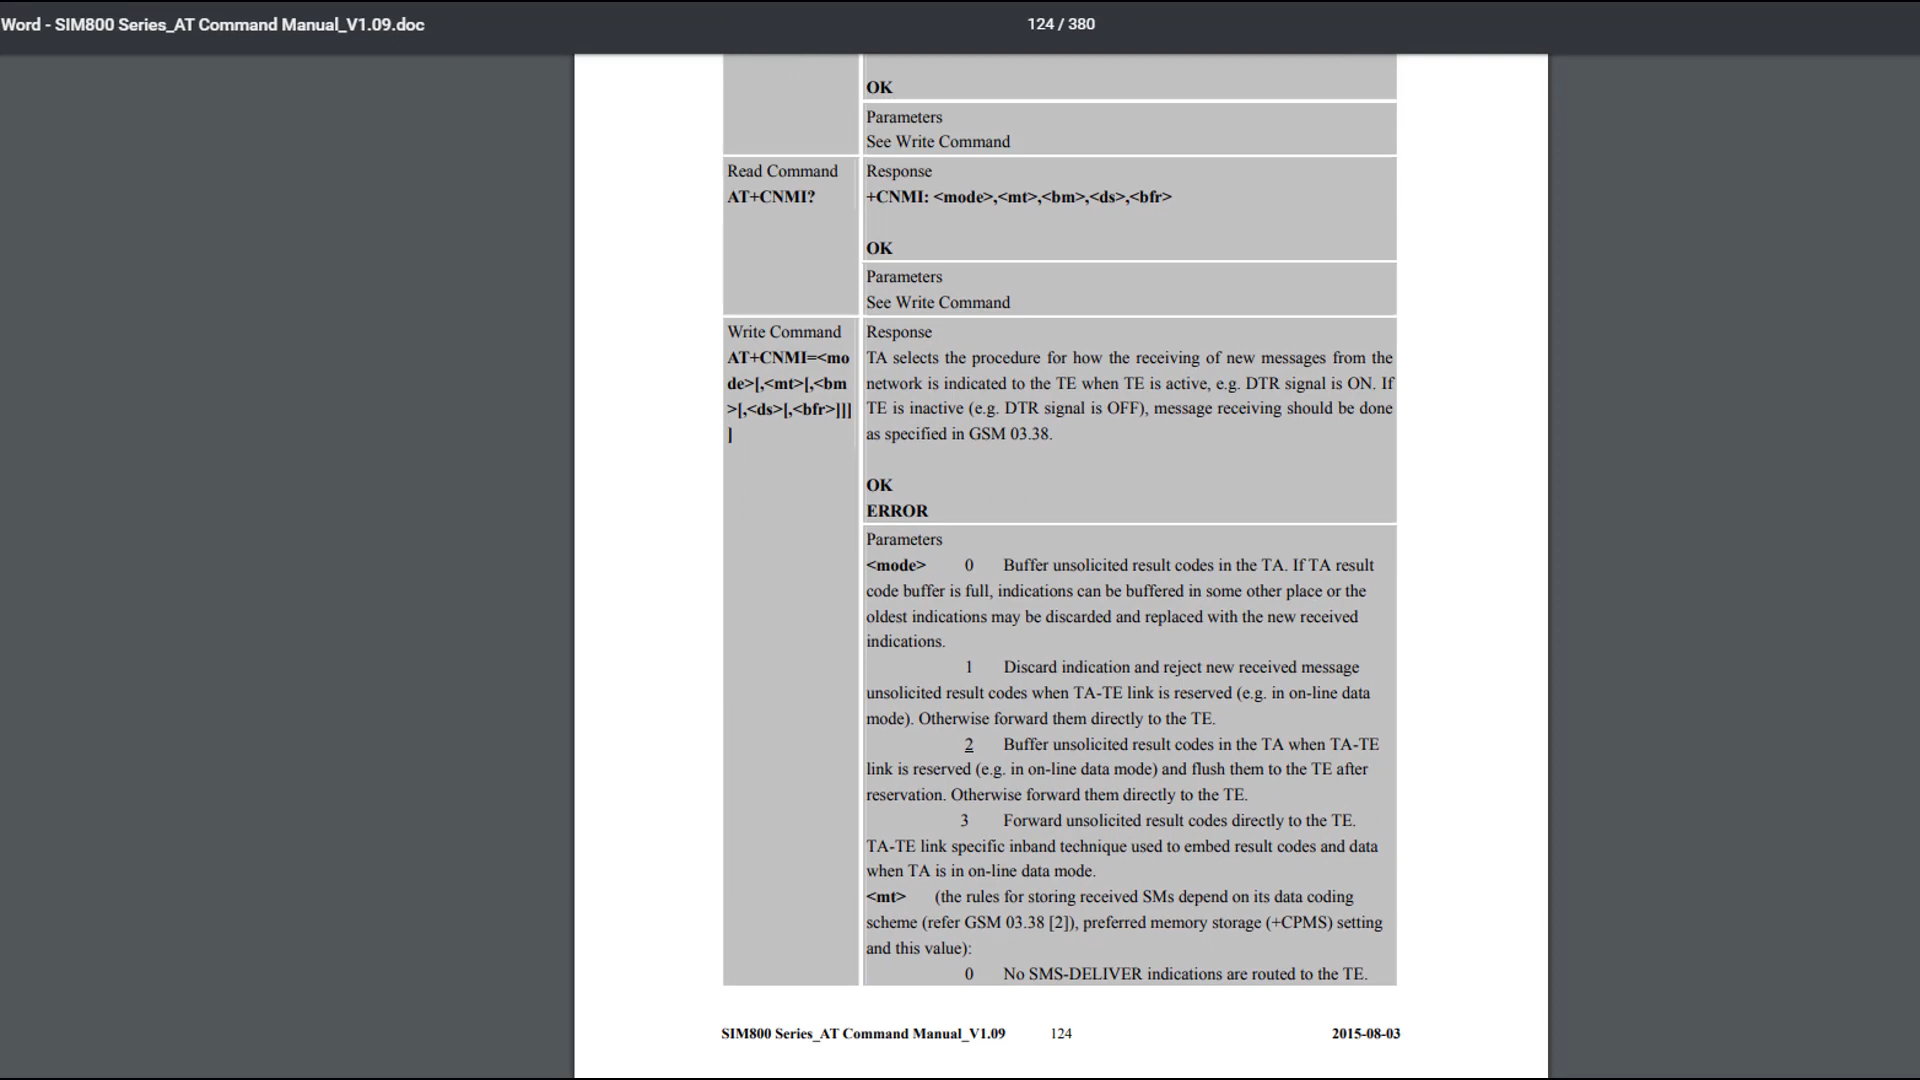 Word - SIM800 Series_AT Command Manual_V1.09.doc
124 / 380
OK
Parameters
See Write Command
Read Command
AT+CNMI?
Response
+CNMI: <mode>,<mt>,<bm>,<ds>,<bfr>
OK
Parameters
See Write Command
Write Command
AT+CNMI=<mo
de>[,<mt>[,<bm
>[,<ds>[,<bfr>]]]
]
Response
TA selects the procedure for how the receiving of new messages from the
network is indicated to the TE when TE is active, e.g. DTR signal is ON. If
TE is inactive (e.g. DTR signal is OFF), message receiving should be done
as specified in GSM 03.38.
OK
ERROR
Parameters
<mode> 0 Buffer unsolicited result codes in the TA. If TA result
code buffer is full, indications can be buffered in some other place or the
oldest indications may be discarded and replaced with the new received
indications.
1 Discard indication and reject new received message
unsolicited result codes when TA-TE link is reserved (e.g. in on-line data
mode). Otherwise forward them directly to the TE.
2 Buffer unsolicited result codes in the TA when TA-TE
link is reserved (e.g. in on-line data mode) and flush them to the TE after
reservation. Otherwise forward them directly to the TE.
3 Forward unsolicited result codes directly to the TE.
TA-TE link specific inband technique used to embed result codes and data
when TA is in on-line data mode.
<mt> (the rules for storing received SMs depend on its data coding
scheme (refer GSM 03.38 [2]), preferred memory storage (+CPMS) setting
and this value):
0 No SMS-DELIVER indications are routed to the TE.
SIM800 Series_AT Command Manual_V1.09 124 2015-08-03